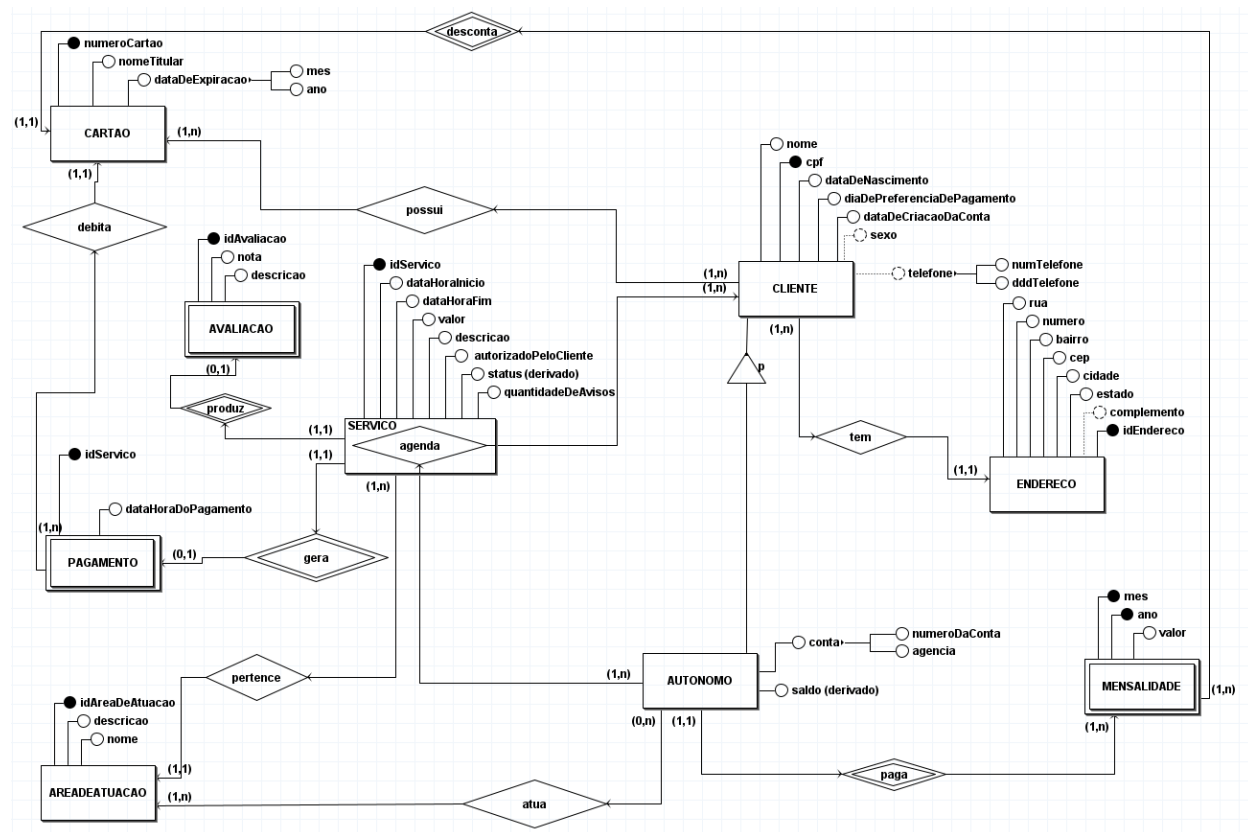 desconta
numeroCartao
nomeTitular
dataDeExpiracao
mes
ano
(1,1)
CARTAO
(1,n)
(1,1)
debita
possui
nome
cpf
dataDeNascimento
diaDePreferenciaDePagamento
dataDeCriacaoDaConta
sexo
telefone
numTelefone
dddTelefone
(1,n)
(1,n)
CLIENTE
(1,n)
p
idAvaliacao
nota
descricao
AVALIACAO
(0,1)
produz
(1,1)
idServico
dataHoraInicio
dataHoraFim
valor
descricao
autorizadoPeloCliente
status (derivado)
quantidadeDeAvisos
SERVICO
agenda
(1,1)
(1,n)
rua
numero
bairro
cep
cidade
estado
complemento
idEndereco
tem
(1,1)
ENDERECO
idServico
dataHoraDoPagamento
(1,n)
PAGAMENTO
(0,1)
gera
pertence
conta
numeroDaConta
agencia
(1,n)
AUTONOMO
saldo (derivado)
(0,n)
(1,1)
mes
ano
valor
MENSALIDADE
(1,n)
(1,n)
idAreaDeAtuacao
descricao
nome
(1,1)
AREADEATUACAO
(1,n)
atua
paga